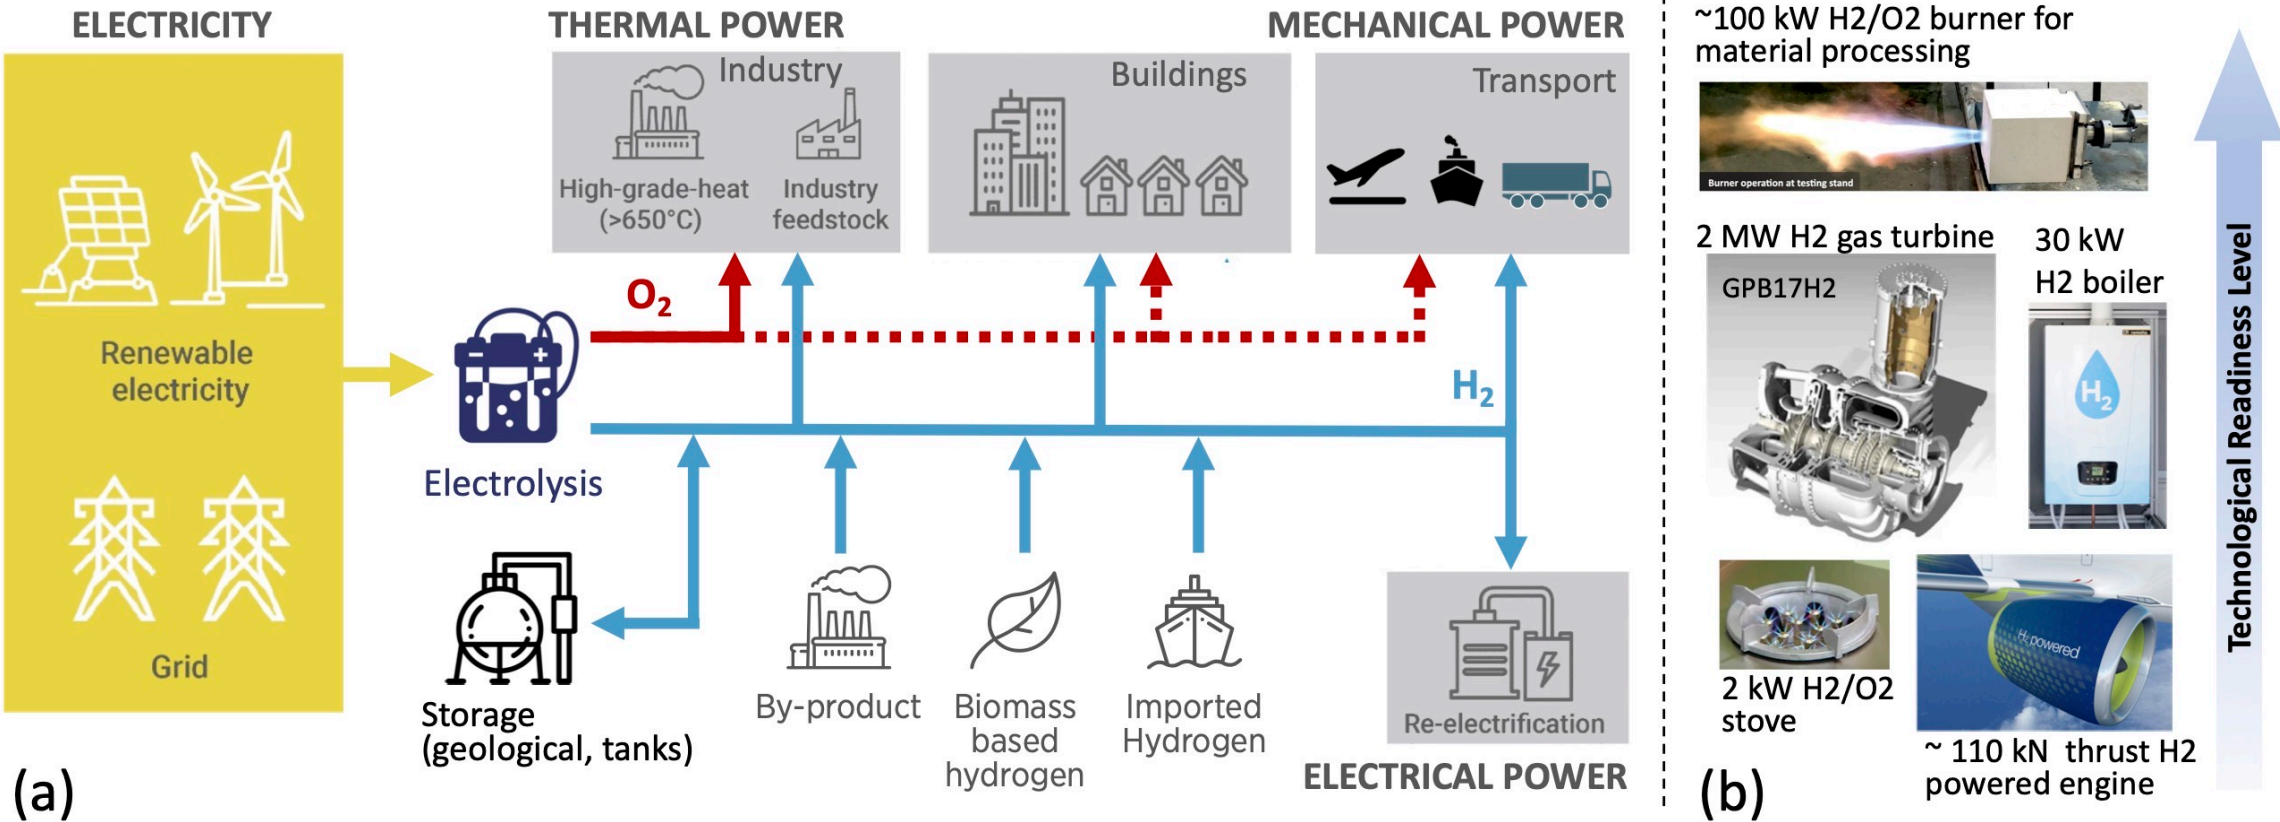 ELECTRICITY
Renewable
electricity
Grid
(a)
THERMAL POWER
Industry
High-grade-heat
(>650°C)
Industry
feedstock
Buildings
MECHANICAL POWER
Transport
O₂
H₂
Electrolysis
Storage
(geological, tanks)
By-product
Biomass
based
hydrogen
Imported
Hydrogen
Re-electrification
ELECTRICAL POWER
~100 kW H2/O2 burner for
material processing
Burner operation at testing stand
2 MW H2 gas turbine
GPB17H2
30 kW
H2 boiler
H₂
2 kW H2/O2
stove
H₂ powered
~ 110 kN thrust H2
powered engine
Technological Readiness Level
(b)